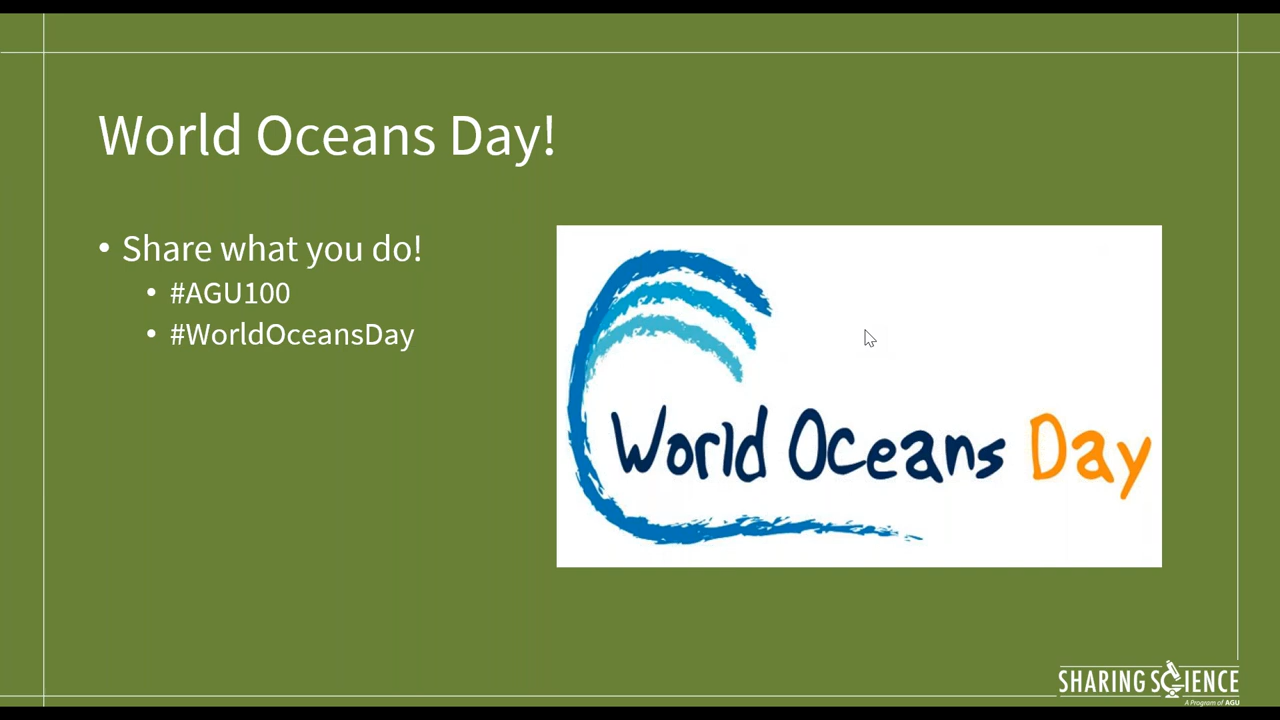 World Oceans Day!
• Share what you do!
• #AGU100
• #WorldOceansDay
World Oceans Day
SHARING SCIENCE
A Program of AGU